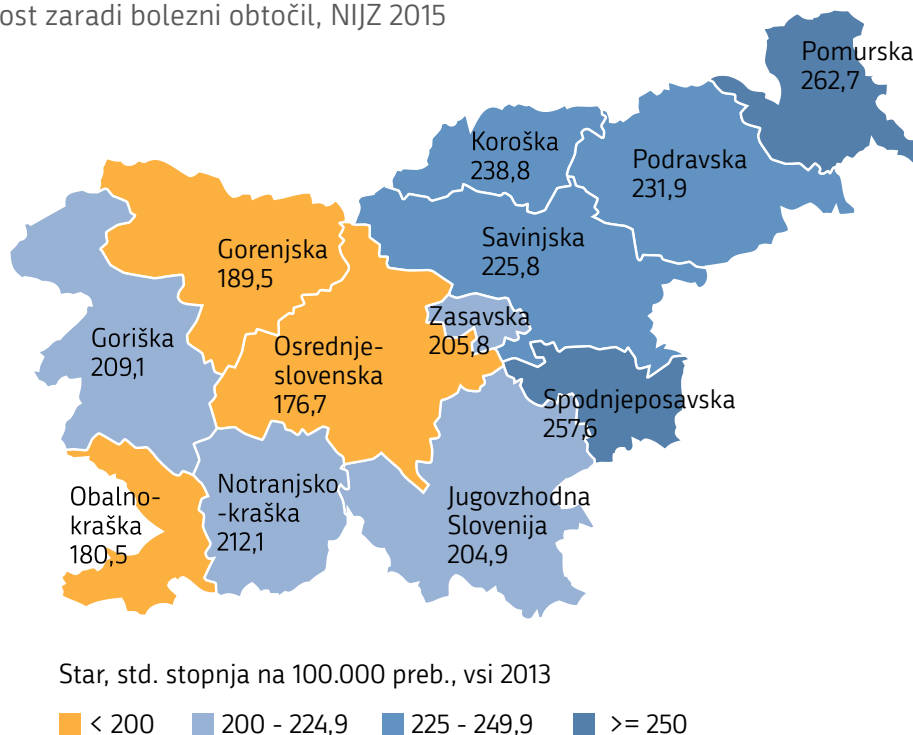 ost zaradi bolezni obtočil, NIJZ 2015
Pomurska
262,7
Koroška
238,8
Podravska
231,9
Savinjska
225,8
Gorenjska
189,5
Zasavska
205,8
Goriška
209,1
Osrednje-
slovenska
176,7
Spodnjeposavska
257,6
Obalno-
kraška
180,5
Notranjsko
-kraška
212,1
Jugovzhodna
Slovenija
204,9
Star, std. stopnja na 100.000 preb., vsi 2013
< 200
200 - 224,9
225 - 249,9
>= 250